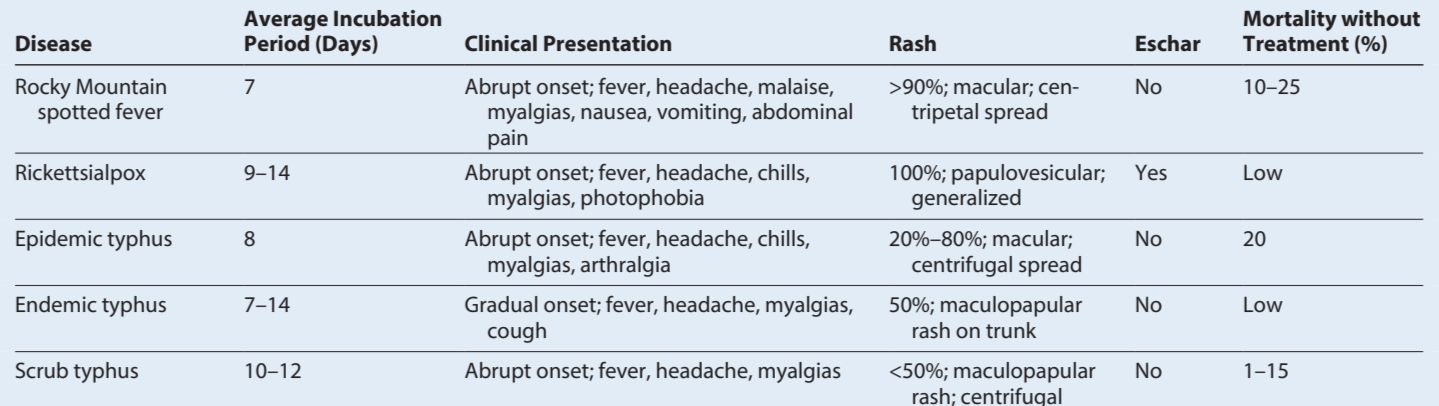 Disease Average Incubation Period (Days) Clinical Presentation Rash Eschar Mortality without Treatment (%)
Rocky Mountain spotted fever 7 Abrupt onset; fever, headache, malaise, myalgias, nausea, vomiting, abdominal pain >90%; macular; cen-tripetal spread No 10–25
Rickettsialpox 9–14 Abrupt onset; fever, headache, chills, myalgias, photophobia 100%; papulovesicular; generalized Yes Low
Epidemic typhus 8 Abrupt onset; fever, headache, chills, myalgias, arthralgia 20%–80%; macular; centrifugal spread No 20
Endemic typhus 7–14 Gradual onset; fever, headache, myalgias, cough 50%; maculopapular rash on trunk No Low
Scrub typhus 10–12 Abrupt onset; fever, headache, myalgias <50%; maculopapular rash; centrifugal No 1–15